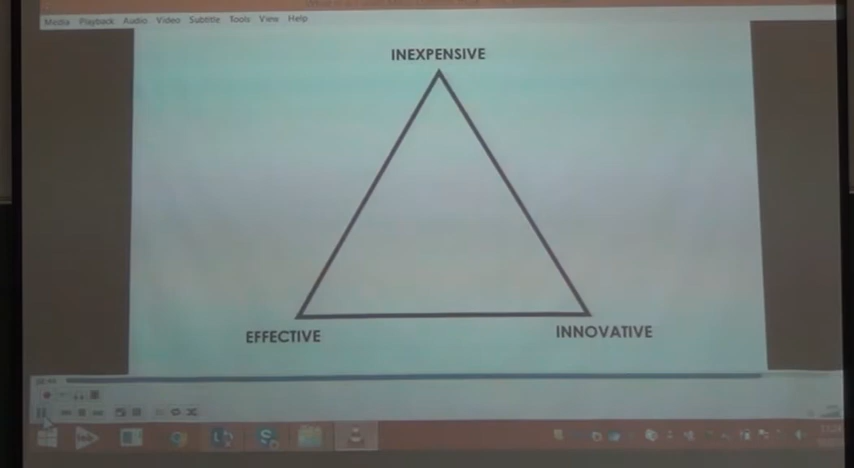 Media Playback Audio Video Subtitle Tools View Help
INEXPENSIVE
EFFECTIVE
INNOVATIVE